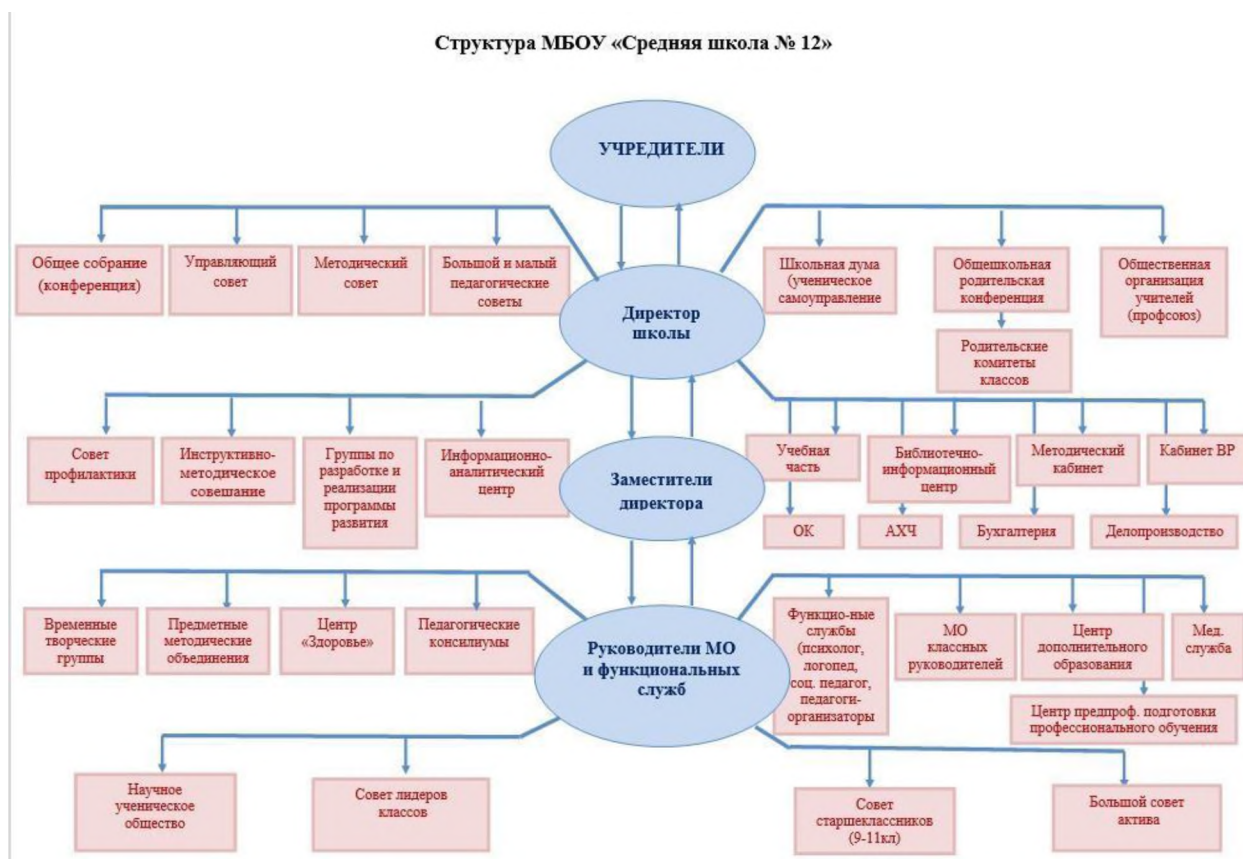 Структура МБОУ «Средняя школа № 12»
УЧРЕДИТЕЛИ
Общее собрание
(конференция)
Управляющий
совет
Методический
совет
Большой и малый
педагогические
советы
Директор
школы
Школьная дума
(ученическое
самоуправление
Общешкольная
родительская
конференция
Общественная
организация
учителей
(профсоюз)
Родительские
комитеты
классов
Совет
профилактики
Инструктивно-
методическое
совешание
Группы по
разработке и
реализации
программы
развития
Информационно-
аналитический
центр
Заместители
директора
Учебная
часть
Библиотечно-
информационный
центр
Методический
кабинет
Кабинет ВР
ОК
АХЧ
Бухгалтерия
Делопроизводство
Временные
творческие
группы
Предметные
методические
объединения
Центр
«Здоровье»
Педагогические
консилиумы
Руководители МО
и функциональных
служб
Функцио-ные
службы
(психолог,
логопед,
соц. педагог,
педагоги-
организаторы
МО
классных
руководителей
Центр
дополнительного
образования
Мед.
служба
Центр предпроф. подготовки
профессионального обучения
Научное
ученическое
общество
Совет лидеров
классов
Совет
старшеклассников
(9-11кл)
Большой совет
актива